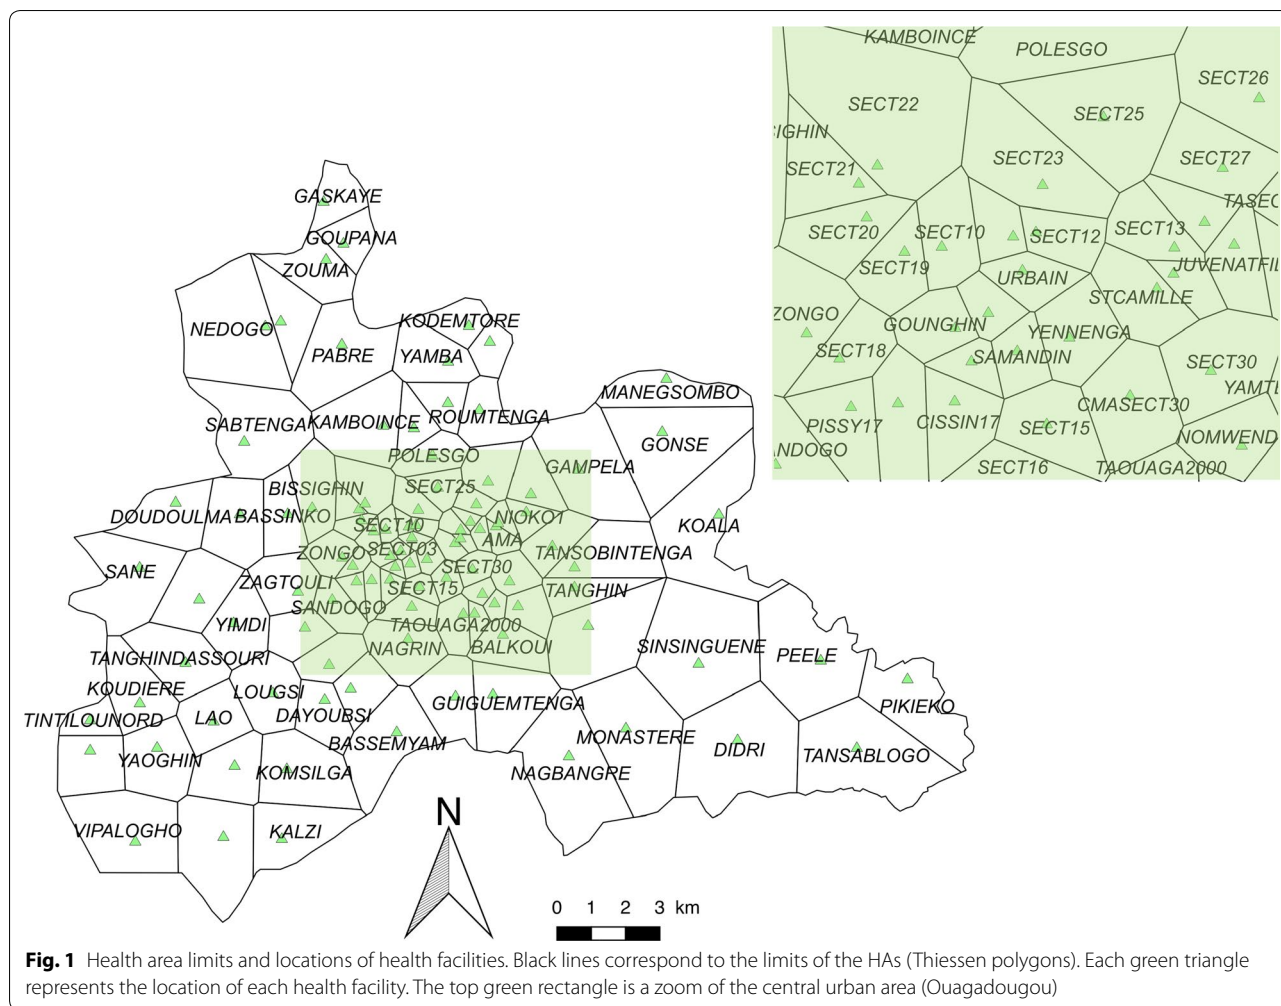 KAMBOINCE
POLESGO
SECT26
SECT22
SECT25
IGHIN
SECT21
SECT23
SECT27
TASEC
SECT20
SECT10
SECT12
SECT13
SECT19
URBAIN
JUVENATFIL
STCAMILLE
ZONGO
GOUNGHIN
YENNENGA
SECT18
SAMANDIN
SECT30
YAMTE
CMASECT30
PISSY17
CISSIN17
SECT15
NOMWEND
ANDOGO
SECT16
TAOUAGA2000
GASKAYE
GOUPANA
ZOUMA
NEDOGO
KODEMTORE
PABRE
YAMBA
MANEGSOMBO
SABTENGA
KAMBOINCE
ROUMTENGA
GONSE
POLESGO
GAMPELA
BISSIGHIN
SECT25
DOUDOULMA
BASSINKO
SECT10
NIOKO1
KOALA
AMA
ZONGO
SECT03
TANSOBINTENGA
SANE
SECT30
ZAGTOULI
SECT15
TANGHIN
SANDOGO
YIMDI
TAOUAGA2000
NAGRIN
BALKOUI
SINSINGUENE
PEELE
TANGHINDASSOURI
KOUDIERE
LOUGSI
GUIGUEMTENGA
PIKIEKO
TINTILOUNORD
LAO
DAYOUBSI
BASSEMYAM
MONASTERE
DIDRI
TANSABLOGO
YAOGHIN
KOMSILGA
NAGBANGRE
VIPALOGHO
KALZI
N
0 1 2 3 km
Fig. 1 Health area limits and locations of health facilities. Black lines correspond to the limits of the HAs (Thiessen polygons). Each green triangle
represents the location of each health facility. The top green rectangle is a zoom of the central urban area (Ouagadougou)